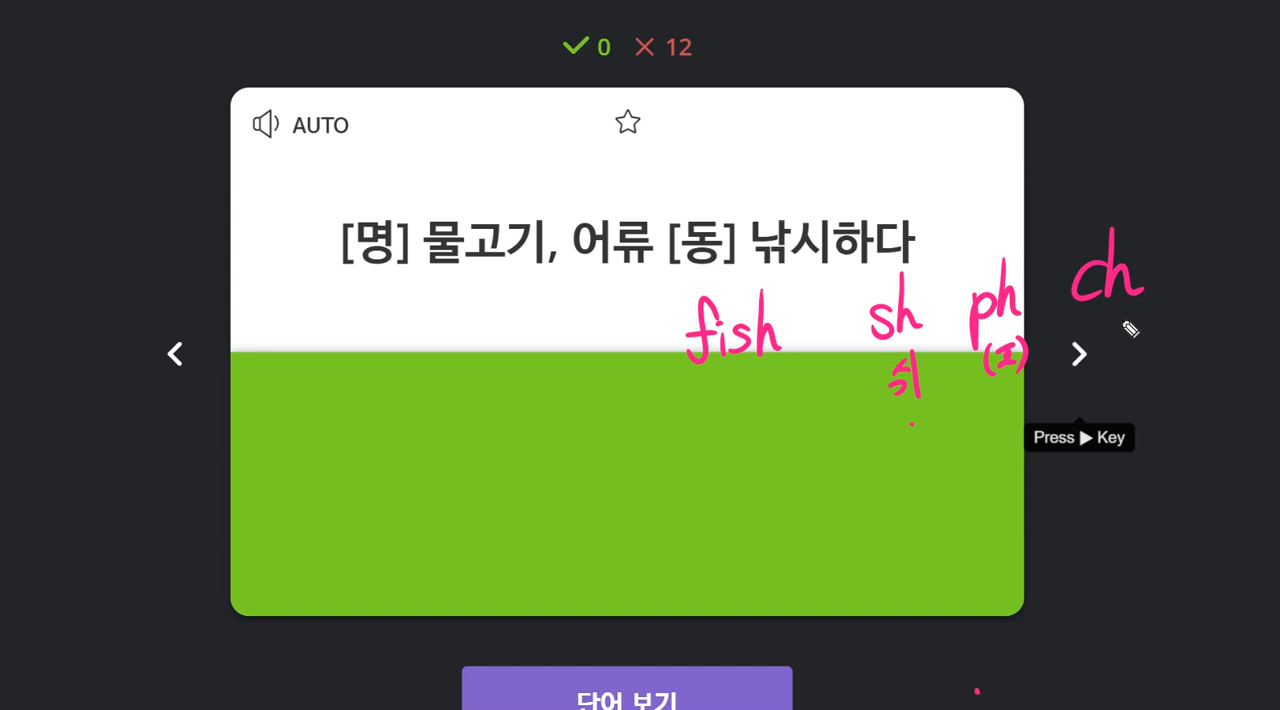 0 12
AUTO
[명] 물고기, 어류 [동] 낚시하다
fish sh ph ch
쉬 (ㅍ)
Press ▶ Key
단어 보기